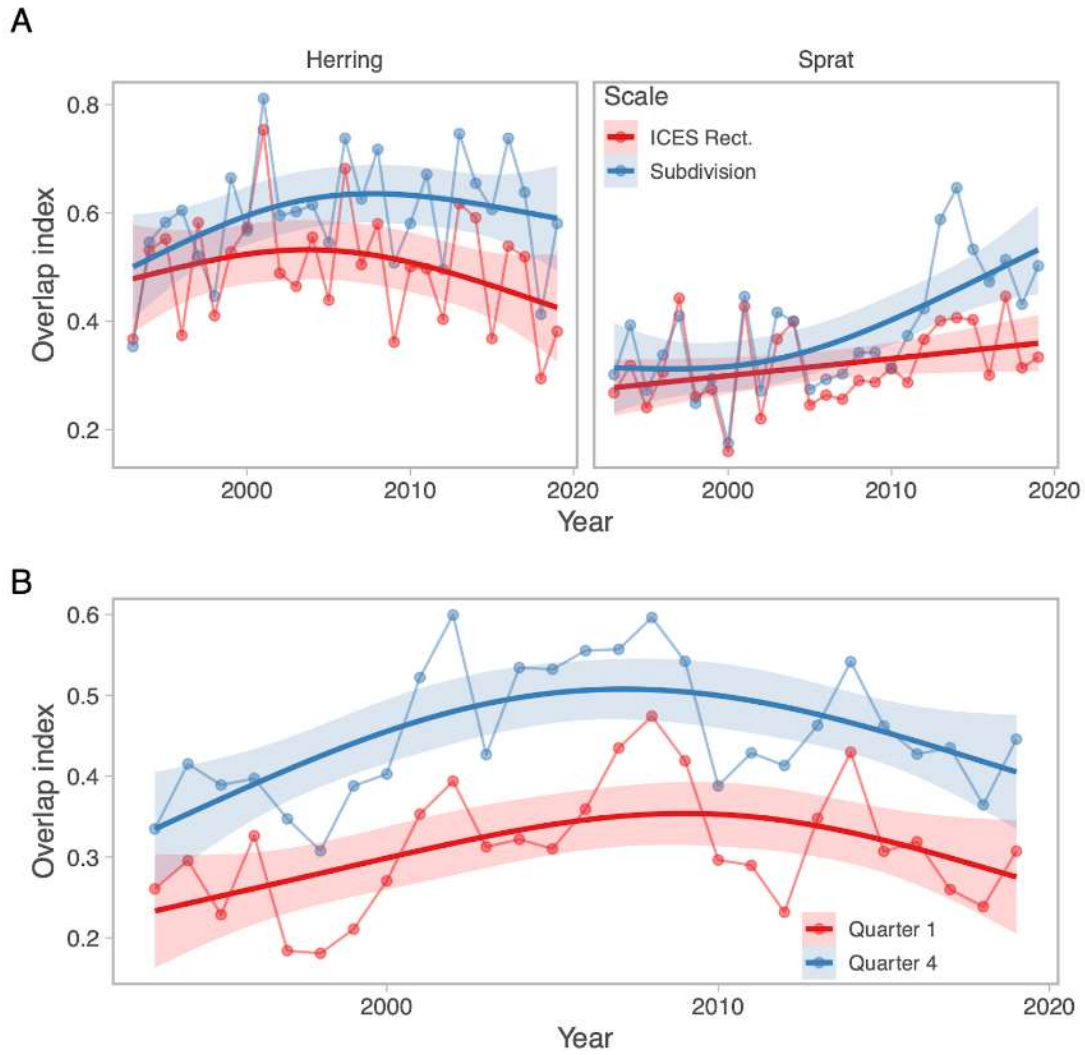 A
Herring
Sprat
Overlap index
0.8
0.6
0.4
0.2
Scale
ICES Rect.
Subdivision
2000
2010
2020
2000
2010
2020
Year
B
Overlap index
0.6
0.5
0.4
0.3
0.2
Quarter 1
Quarter 4
2000
2010
2020
Year